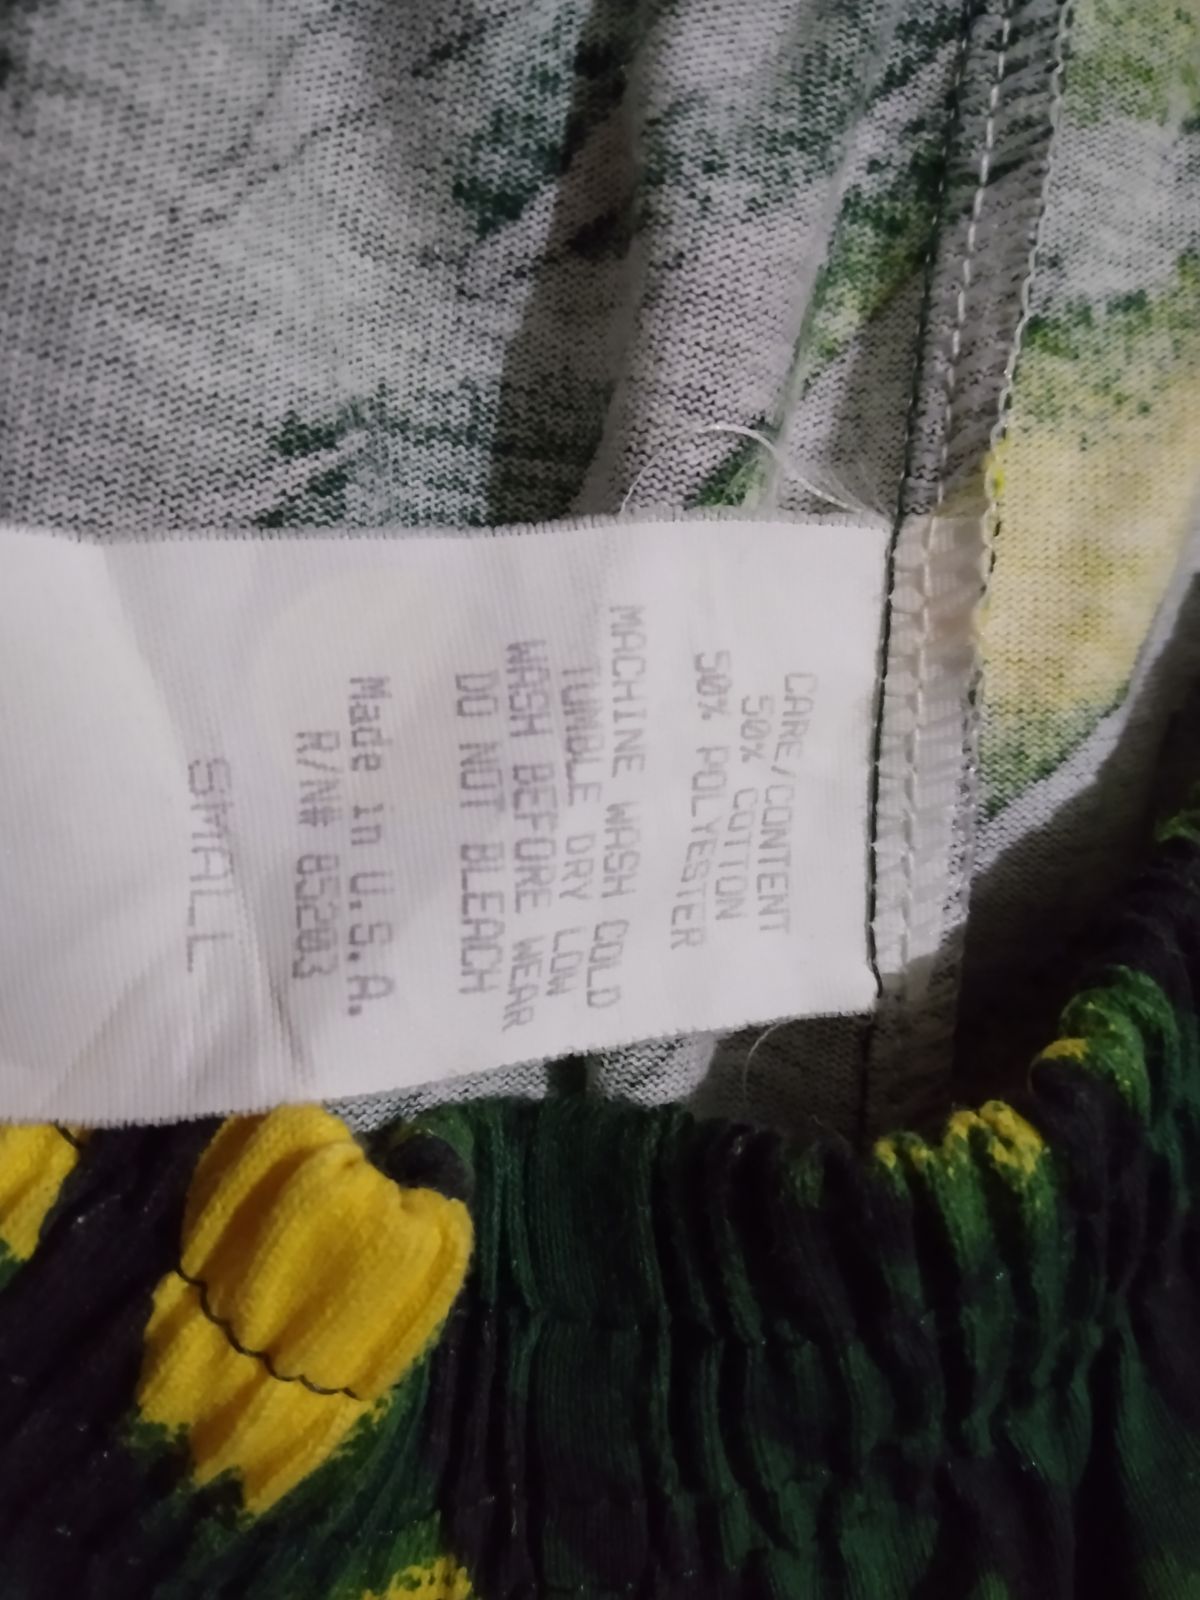 CARE/CONTENT
50% COTTON
50% POLYESTER
MACHINE WASH COLD
TUMBLE DRY LOW
WASH BEFORE WEAR
DO NOT BLEACH
Made in U.S.A.
R/N# 85203
SMALL